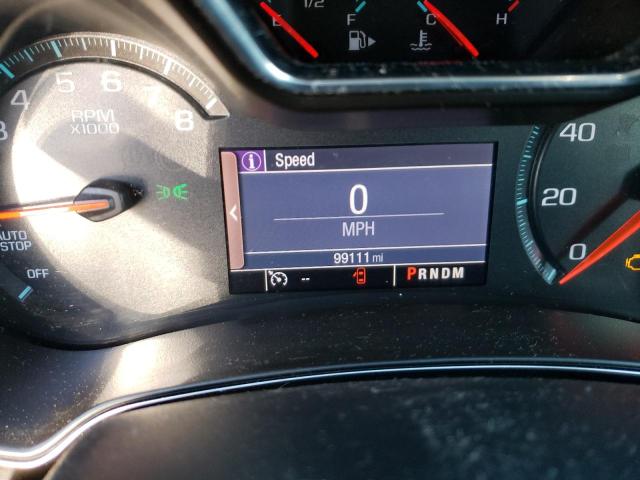 1/2
E F C H
3 4 5 6 7 8
RPM
X1000
AUTO
STOP
OFF
i Speed
0
MPH
99111 mi
-- PRNDM
40
20
0